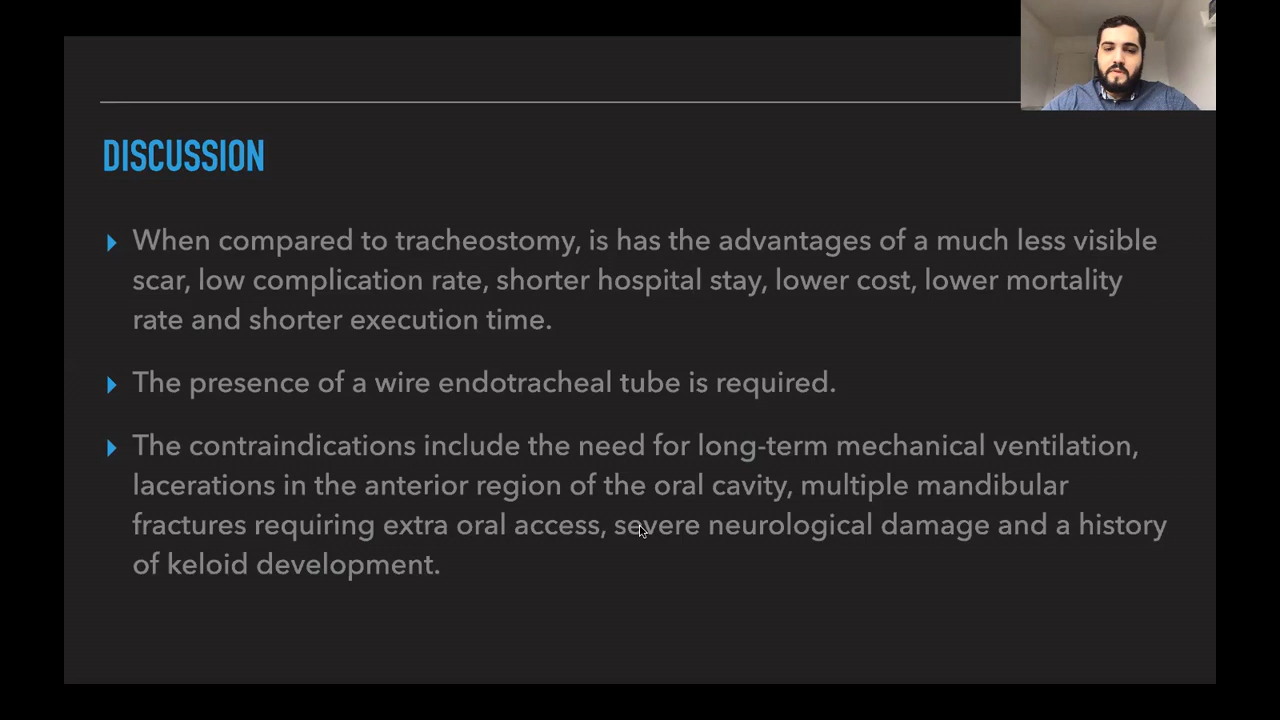 DISCUSSION
When compared to tracheostomy, is has the advantages of a much less visible
scar, low complication rate, shorter hospital stay, lower cost, lower mortality
rate and shorter execution time.
The presence of a wire endotracheal tube is required.
The contraindications include the need for long-term mechanical ventilation,
lacerations in the anterior region of the oral cavity, multiple mandibular
fractures requiring extra oral access, severe neurological damage and a history
of keloid development.